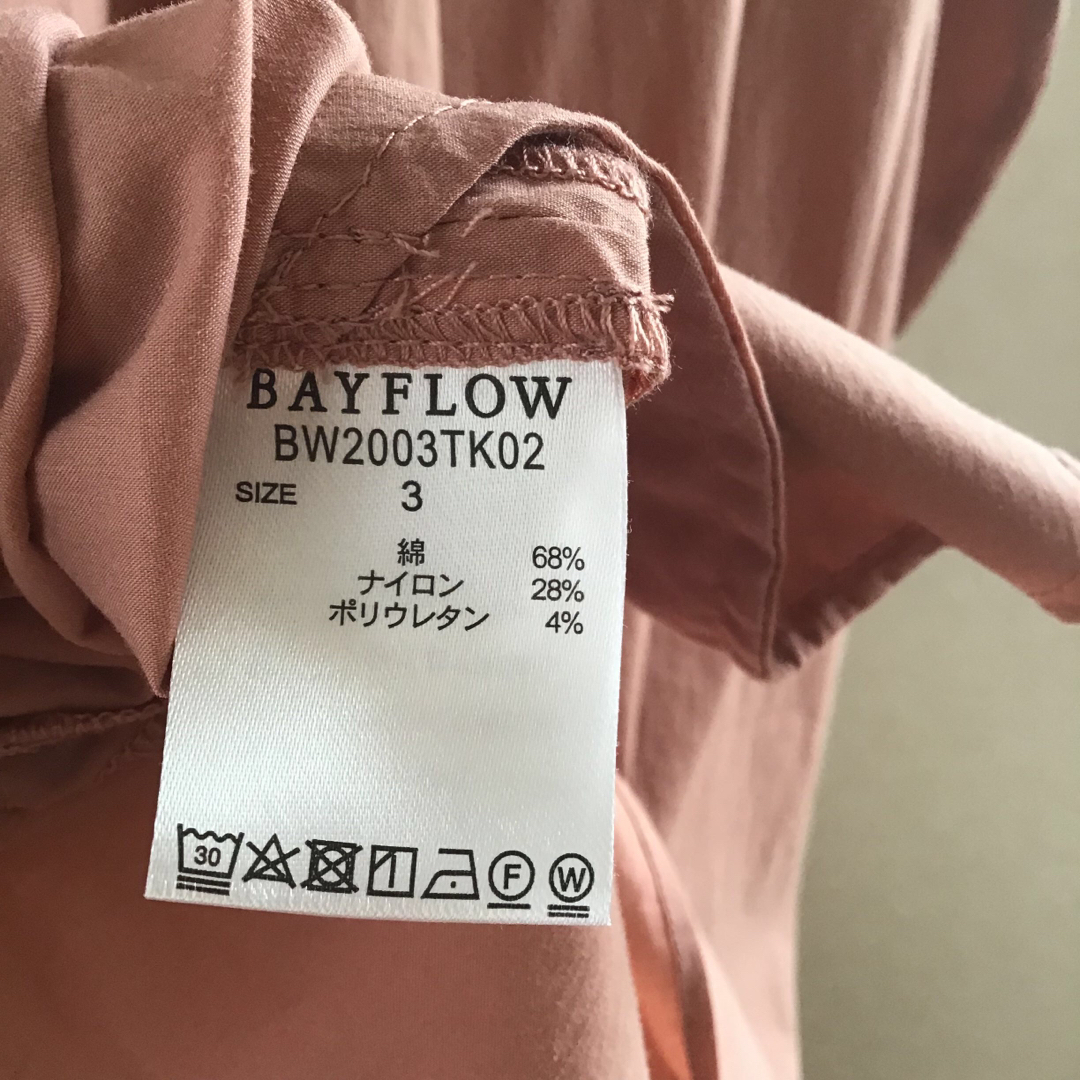 BAYFLOW
BW2003TK02
SIZE 3
綿 68%
ナイロン 28%
ポリウレタン 4%
30 F W